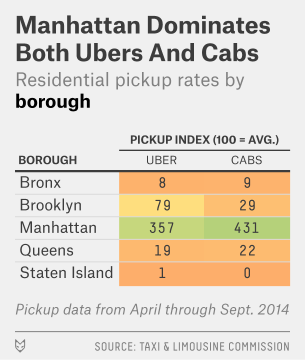 Manhattan Dominates
Both Ubers And Cabs
Residential pickup rates by
borough
PICKUP INDEX (100 = AVG.)
BOROUGH UBER CABS
Bronx 8 9
Brooklyn 79 29
Manhattan 357 431
Queens 19 22
Staten Island 1 0
Pickup data from April through Sept. 2014
SOURCE: TAXI & LIMOUSINE COMMISSION